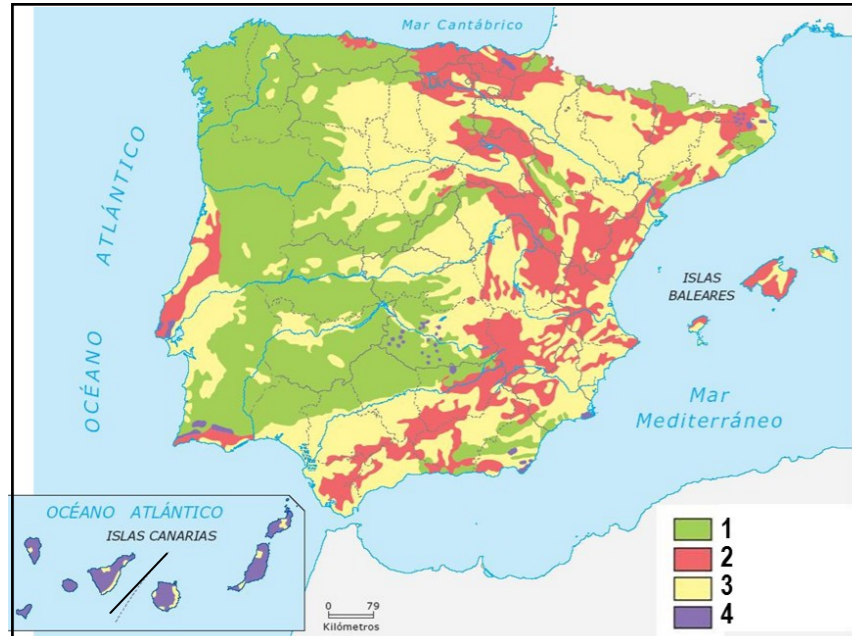 Mar Cantábrico
OCÉANO ATLÁNTICO
ISLAS
BALEARES
Mar
Mediterráneo
OCÉANO ATLÁNTICO
ISLAS CANARIAS
0 79
Kilómetros
1
2
3
4